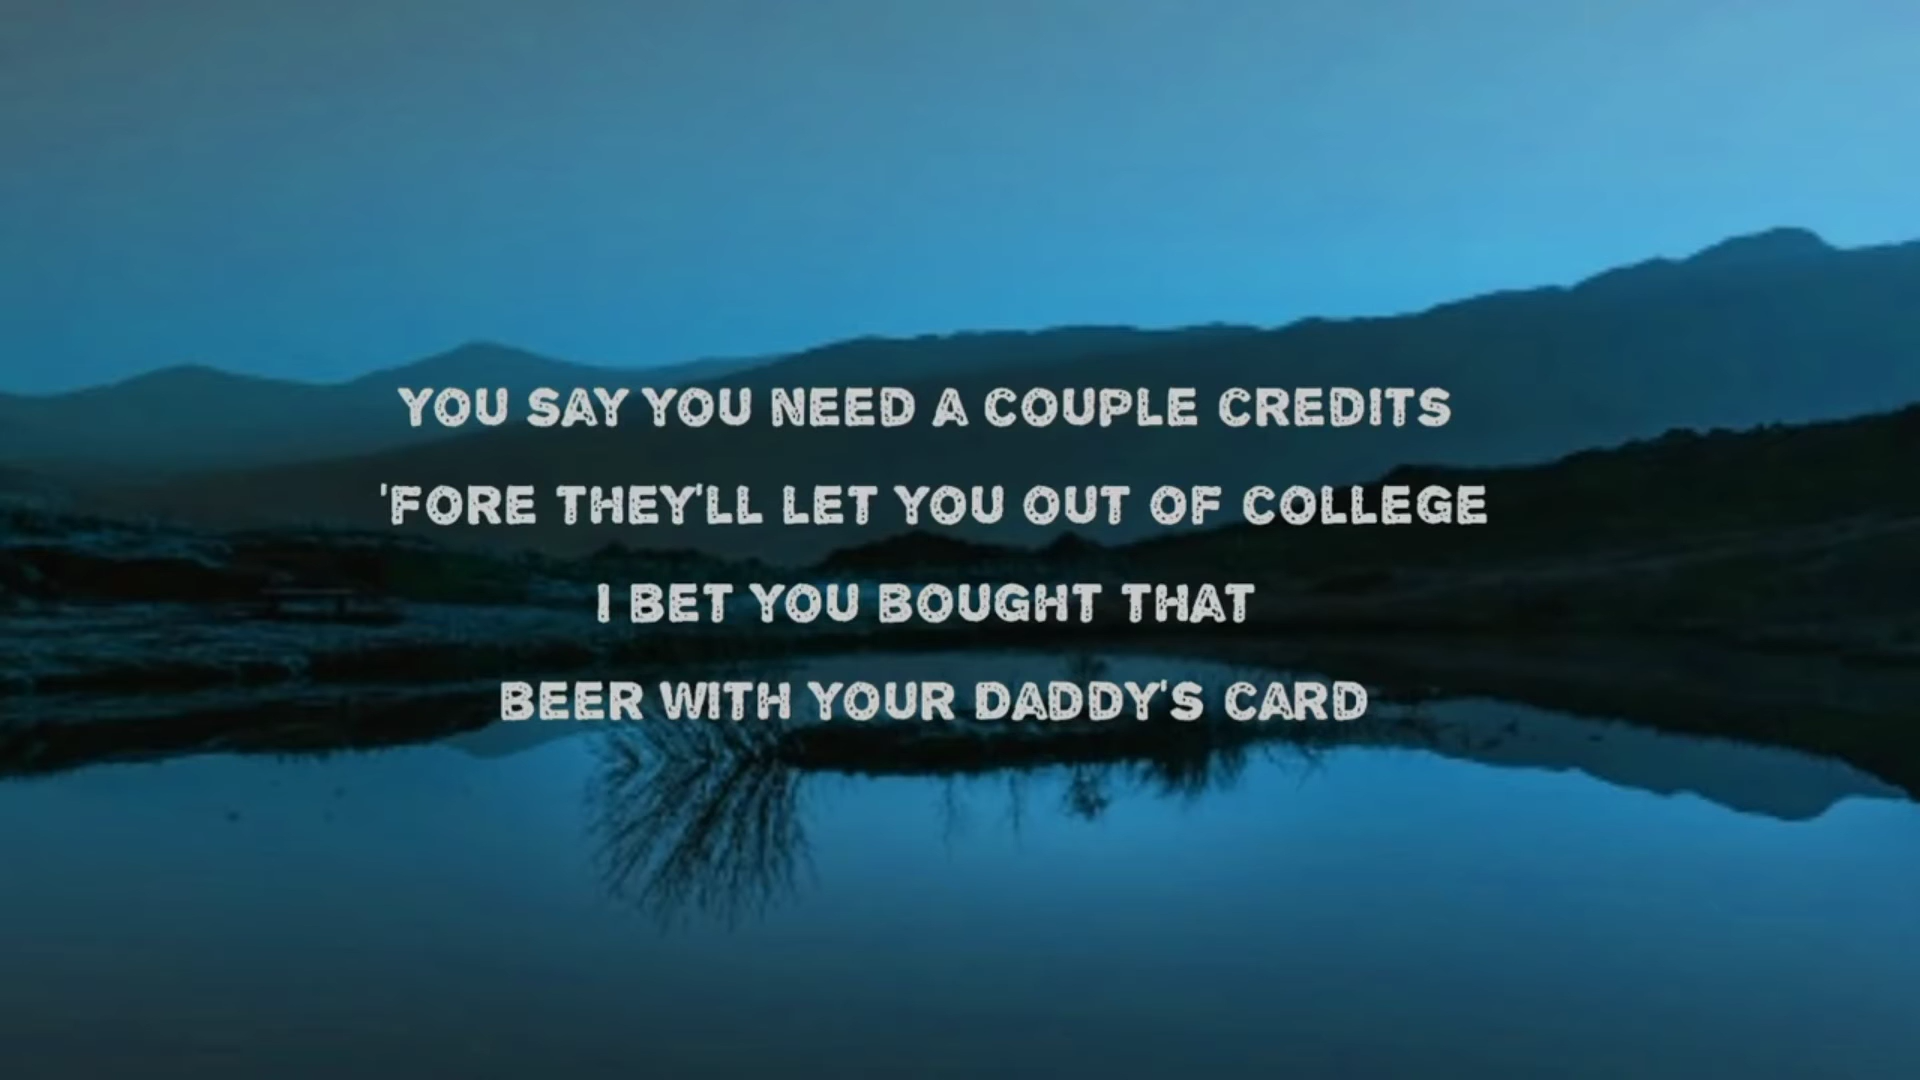 YOU SAY YOU NEED A COUPLE CREDITS
'FORE THEY'LL LET YOU OUT OF COLLEGE
I BET YOU BOUGHT THAT
BEER WITH YOUR DADDY'S CARD